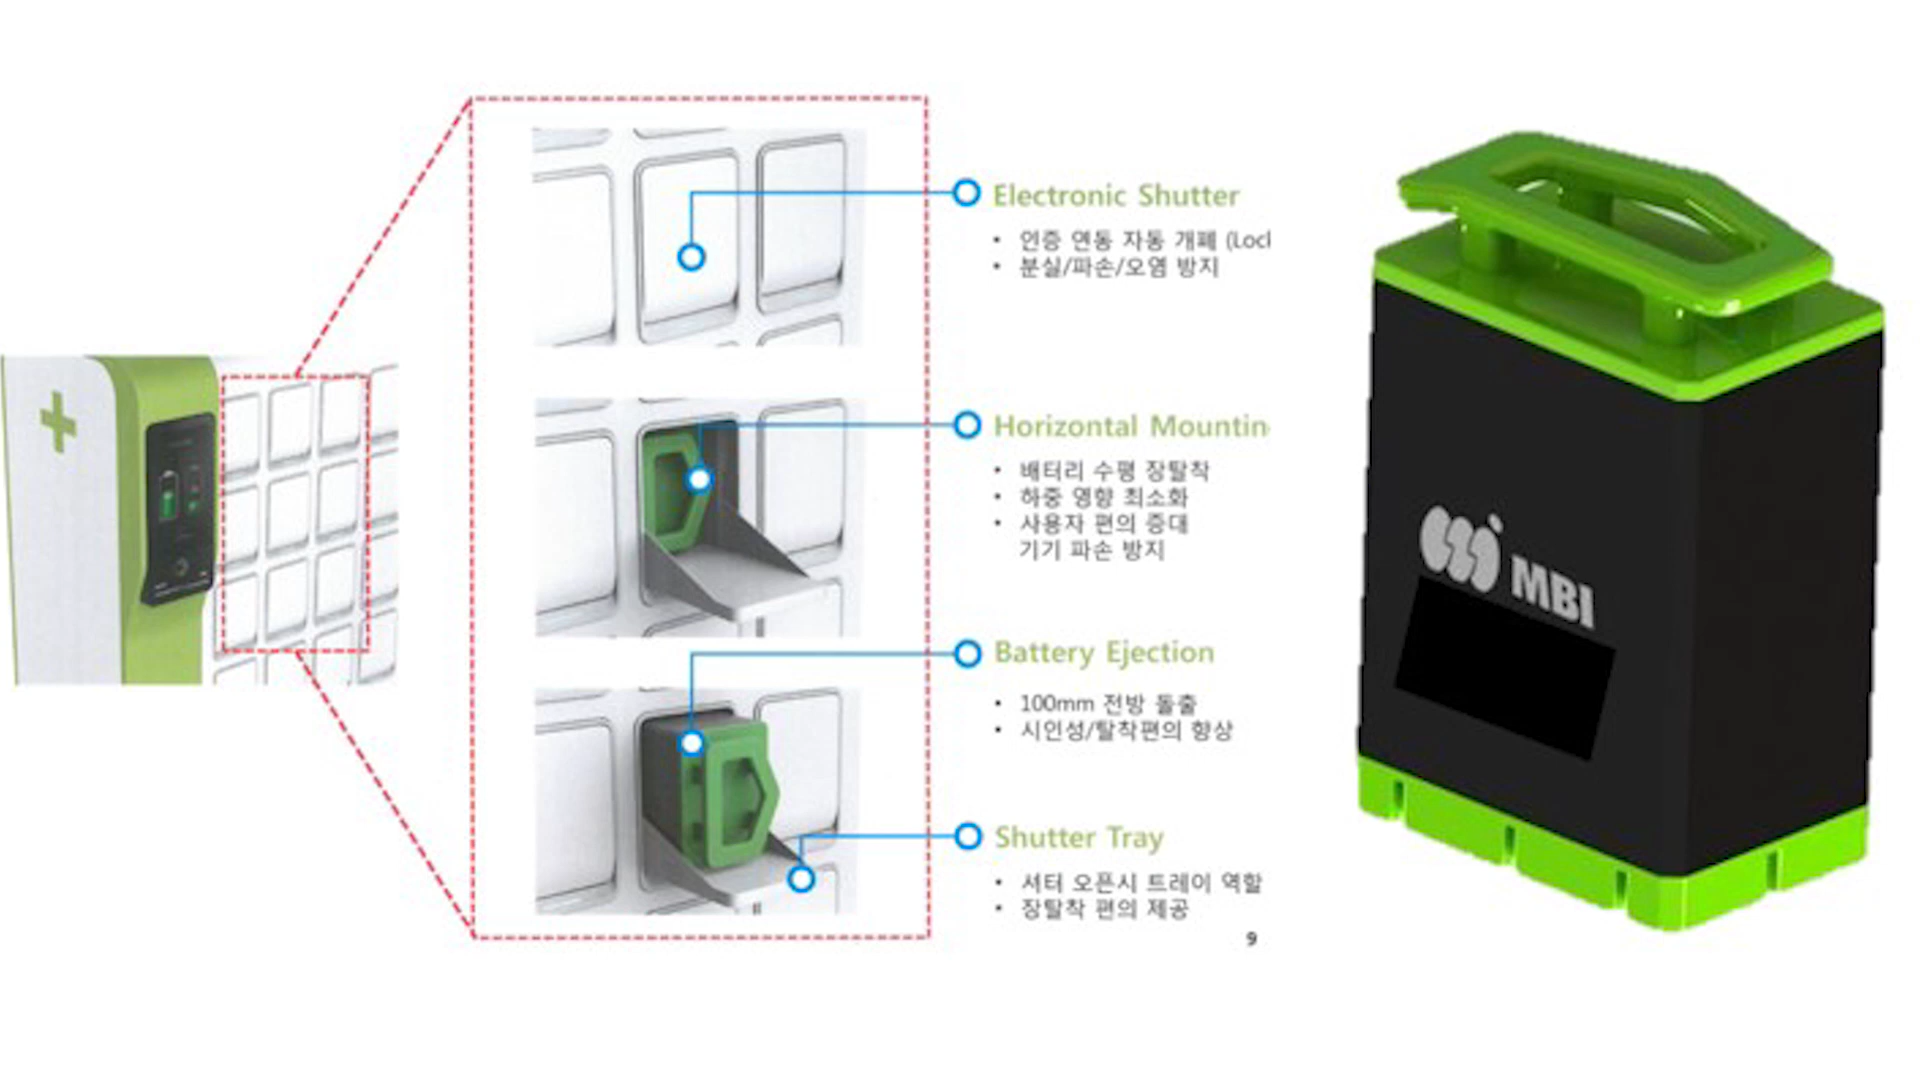 Electronic Shutter
• 인증 연동 자동 개폐 (Locl
• 분실/파손/오염 방지
Horizontal Mountin
• 배터리 수평 장탈착
• 하중 영향 최소화
• 사용자 편의 증대
기기 파손 방지
Battery Ejection
• 100mm 전방 돌출
• 시인성/탈착편의 향상
Shutter Tray
• 셔터 오픈시 트레이 역할
• 장탈착 편의 제공
9
MBI